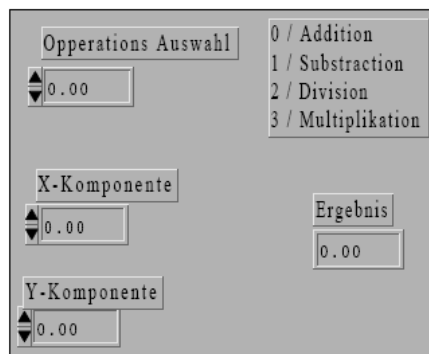 Opperations Auswahl
0.00
0 / Addition
1 / Substraction
2 / Division
3 / Multiplikation
X-Komponente
0.00
Ergebnis
0.00
Y-Komponente
0.00